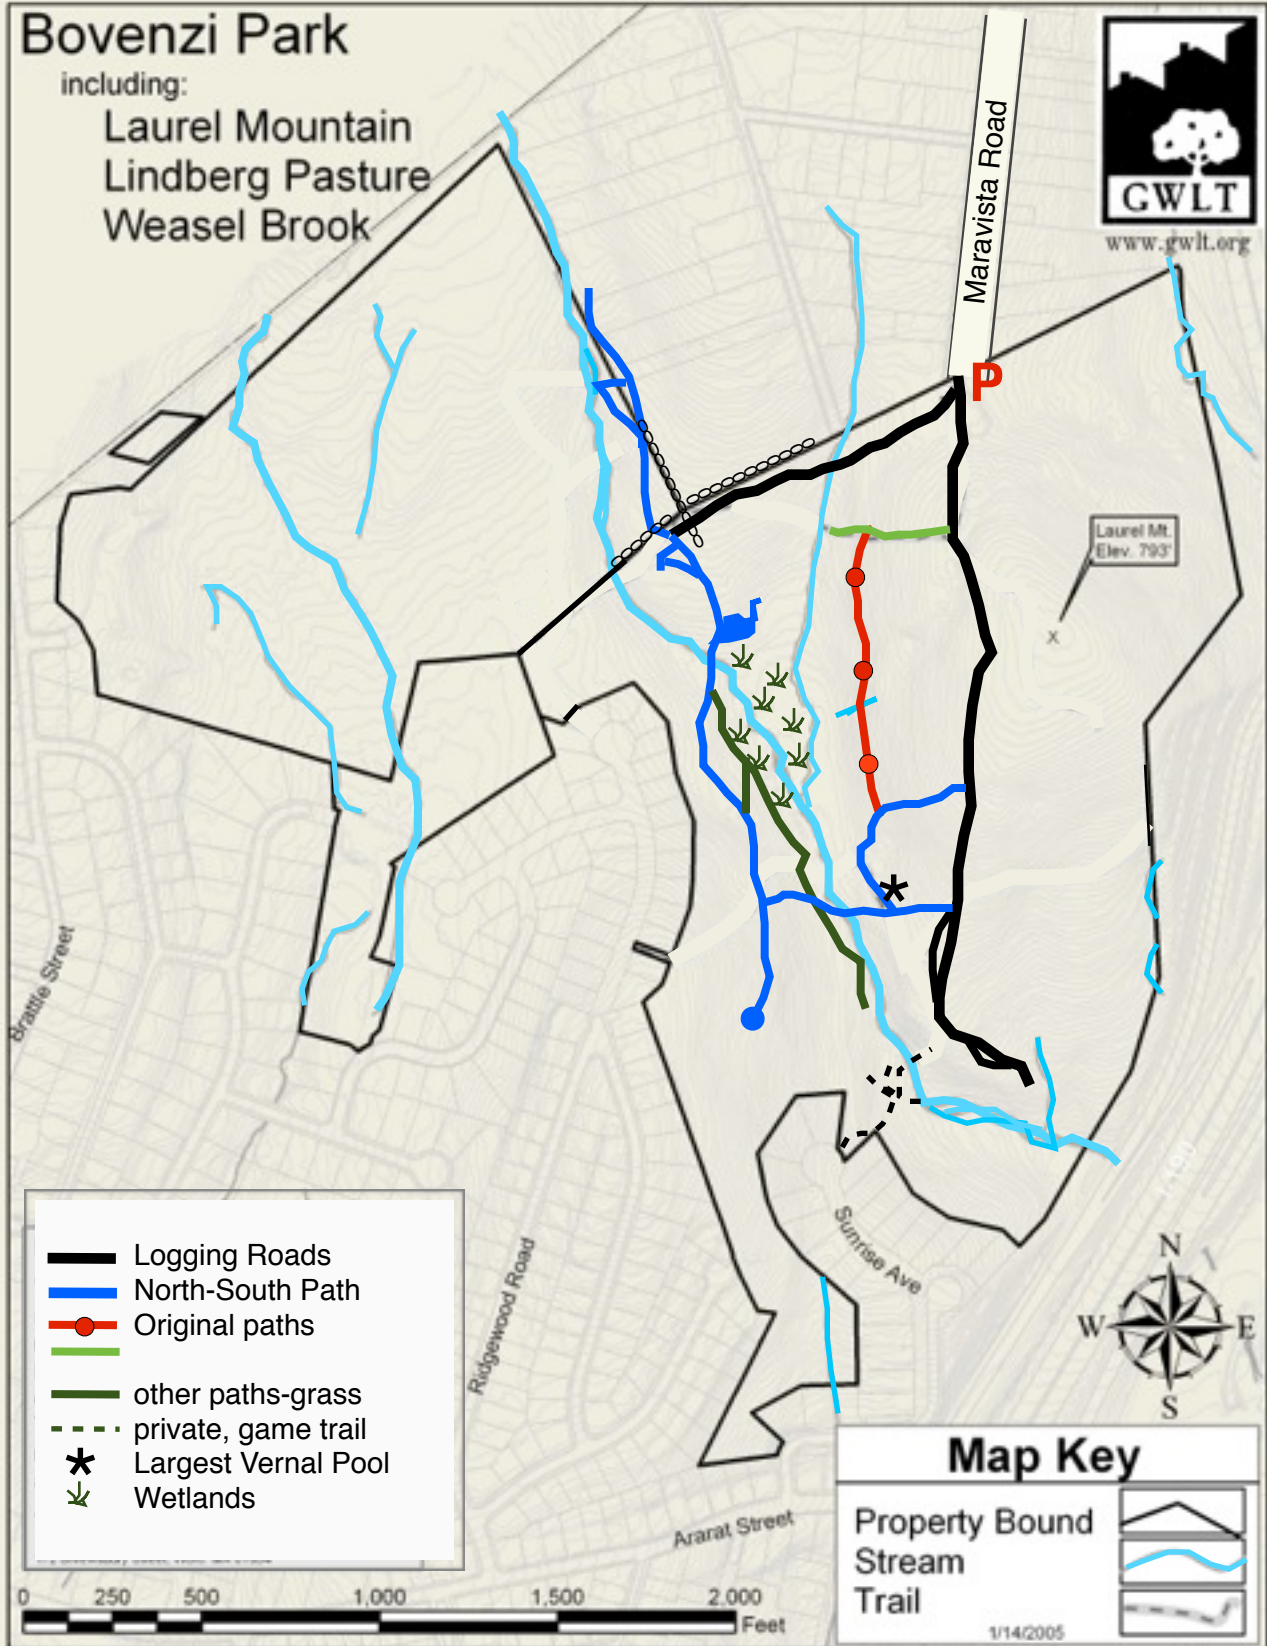 Bovenzi Park
including:
Laurel Mountain
Lindberg Pasture
Weasel Brook
Maravista Road
GWLT
www.gwlt.org
P
Laurel Mt.
Elev. 793'
x
Brattle Street
I-190
Sunrise Ave
Ridgewood Road
Ararat Street
Logging Roads
North-South Path
Original paths
other paths-grass
private, game trail
Largest Vernal Pool
Wetlands
N
W E
S
Map Key
Property Bound
Stream
Trail
1/14/2005
0 250 500 1,000 1,500 2,000
Feet